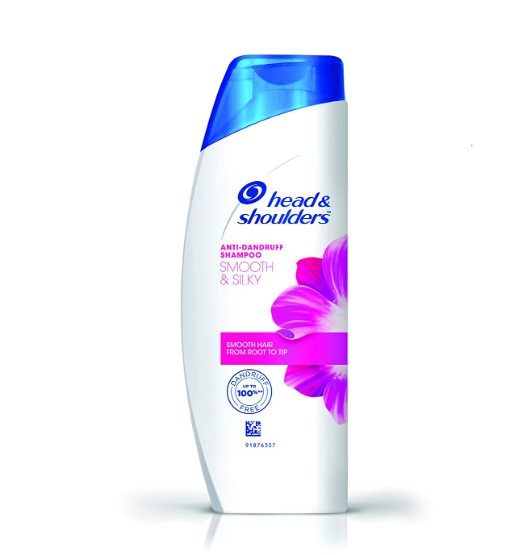 head &
shoulders
ANTI-DANDRUFF
SHAMPOO
SMOOTH
& SILKY
SMOOTH HAIR
FROM ROOT TO TIP
DANDRUFF
UP TO
100%**
FREE
91876387